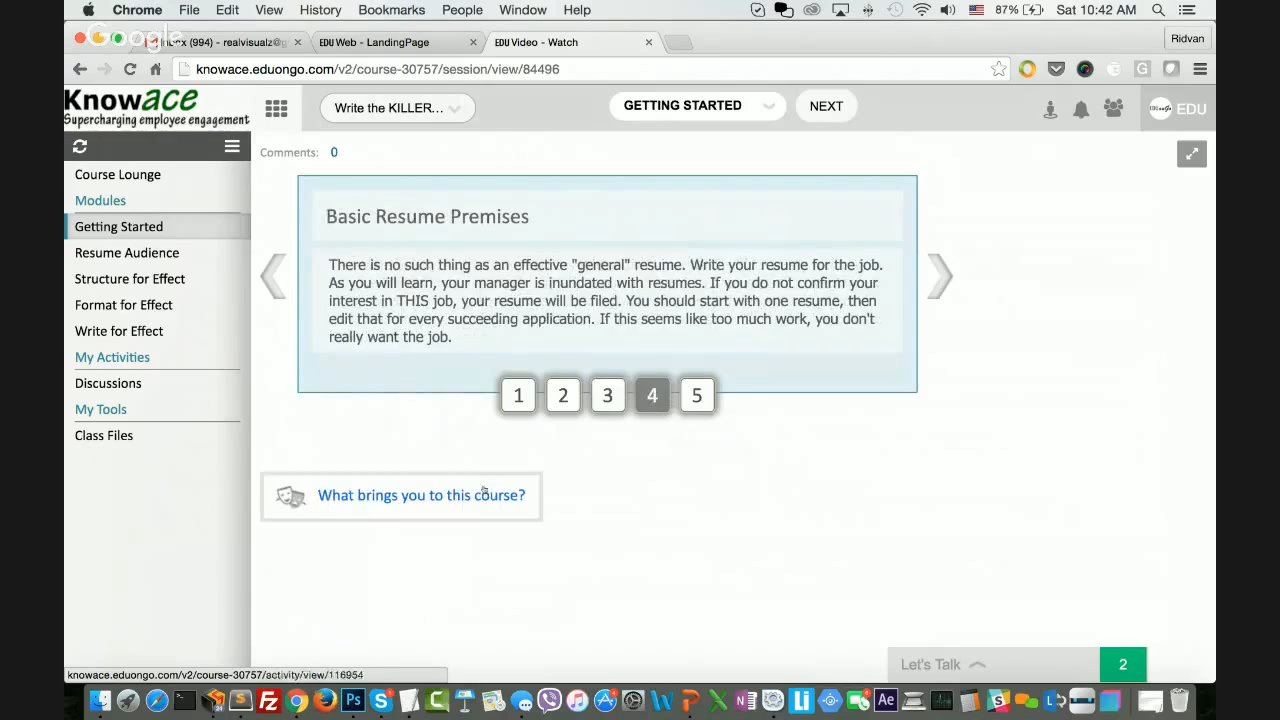 Chrome File Edit View History Bookmarks People Window Help 87% Sat 10:42 AM
Google
Inbox (994) - realvisualz@g
EDU Web - LandingPage
EDU Video - Watch
Ridvan
knowace.eduongo.com/v2/course-30757/session/view/84496
KnowACE
Supercharging employee engagement
Write the KILLER...
GETTING STARTED
NEXT
EDU
Comments: 0
Course Lounge
Modules
Getting Started
Resume Audience
Structure for Effect
Format for Effect
Write for Effect
My Activities
Discussions
My Tools
Class Files
Basic Resume Premises
There is no such thing as an effective "general" resume. Write your resume for the job.
As you will learn, your manager is inundated with resumes. If you do not confirm your
interest in THIS job, your resume will be filed. You should start with one resume, then
edit that for every succeeding application. If this seems like too much work, you don't
really want the job.
1 2 3 4 5
What brings you to this course?
Let's Talk 2
knowace.eduongo.com/v2/course-30757/activity/view/116954